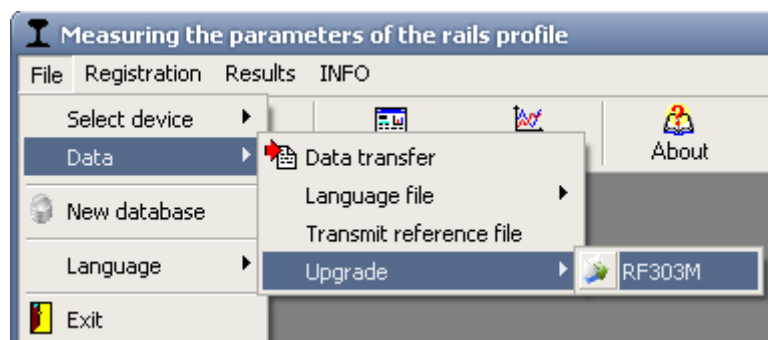 Measuring the parameters of the rails profile
File Registration Results INFO
Select device
Data
New database
Language
Exit
Data transfer
Language file
Transmit reference file
Upgrade
RF303M
About